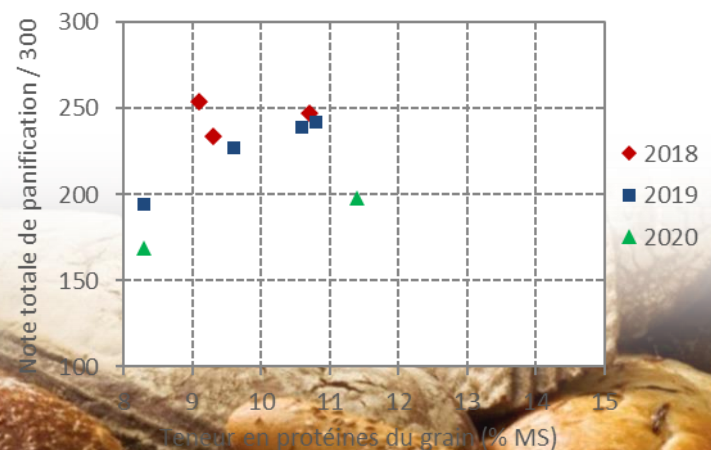 Note totale de panification / 300
300
250
200
150
100
8 9 10 11 12 13 14 15
Teneur en protéines du grain (% MS)
2018
2019
2020